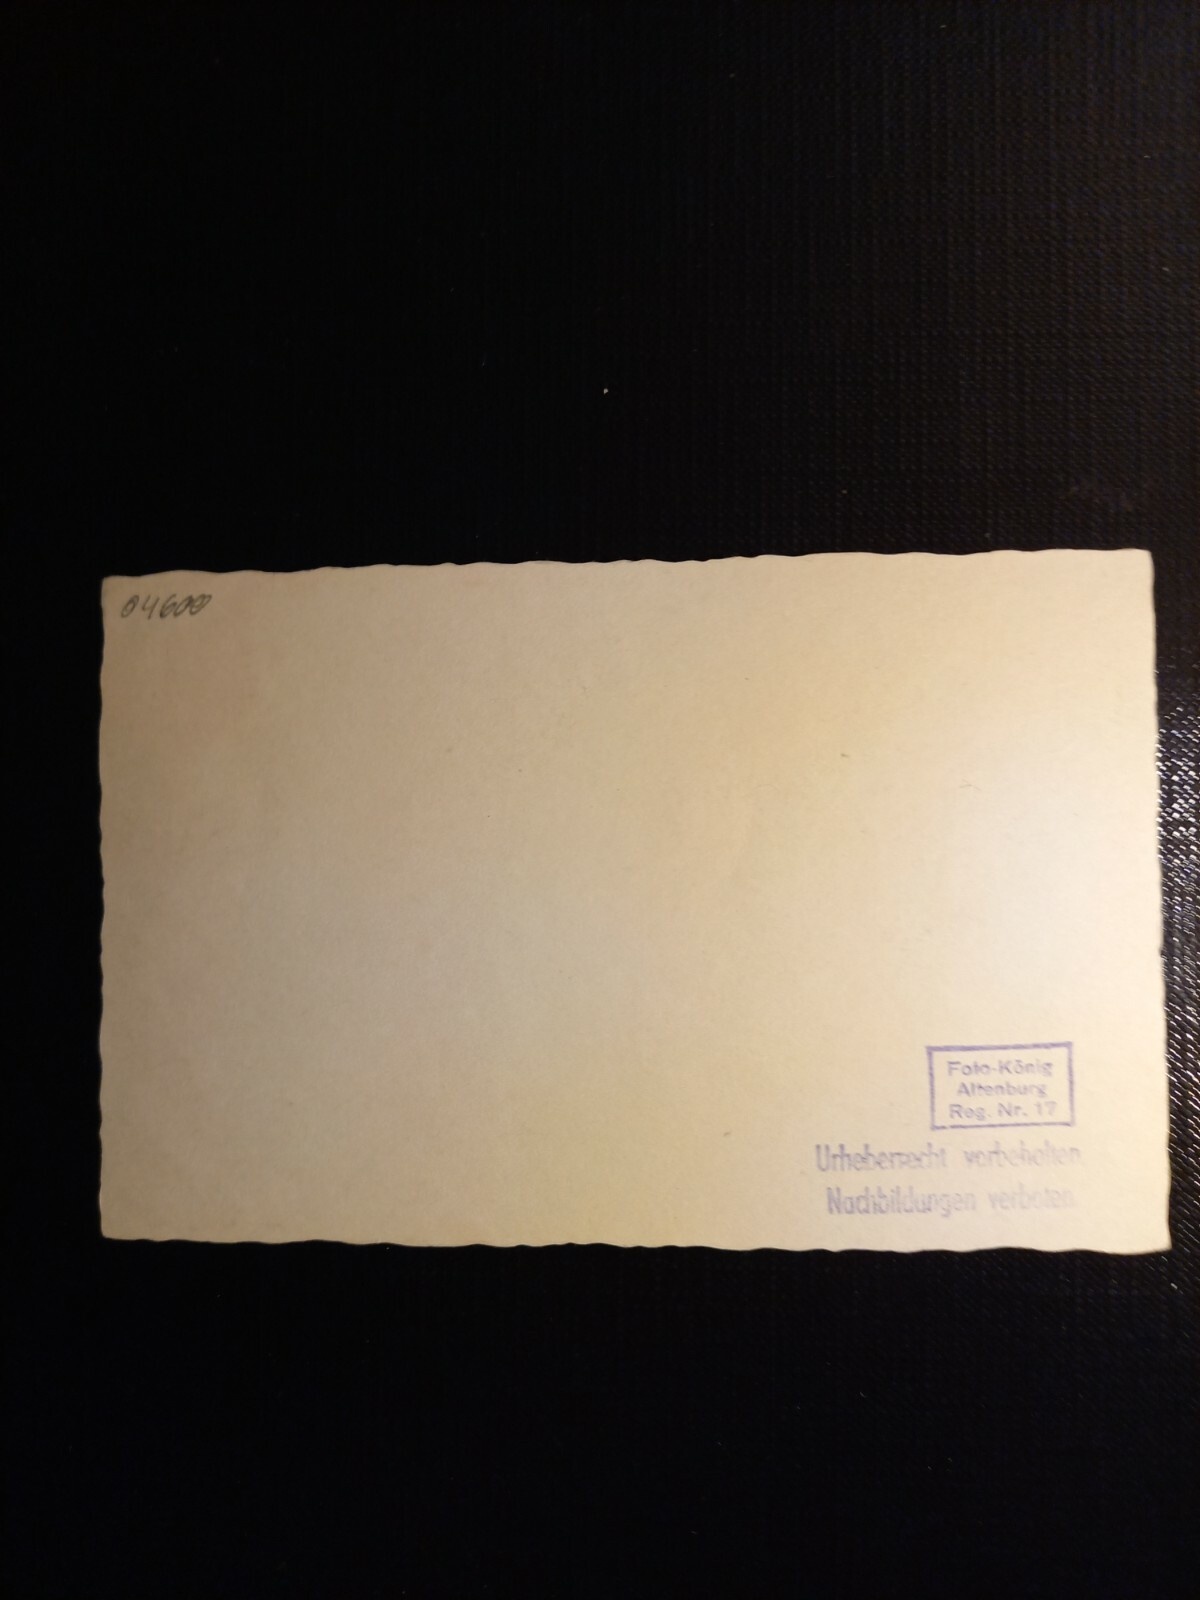 04600
Foto-König
Altenburg
Reg. Nr. 17
Urheberrecht vorbehalten
Nachbildungen verboten